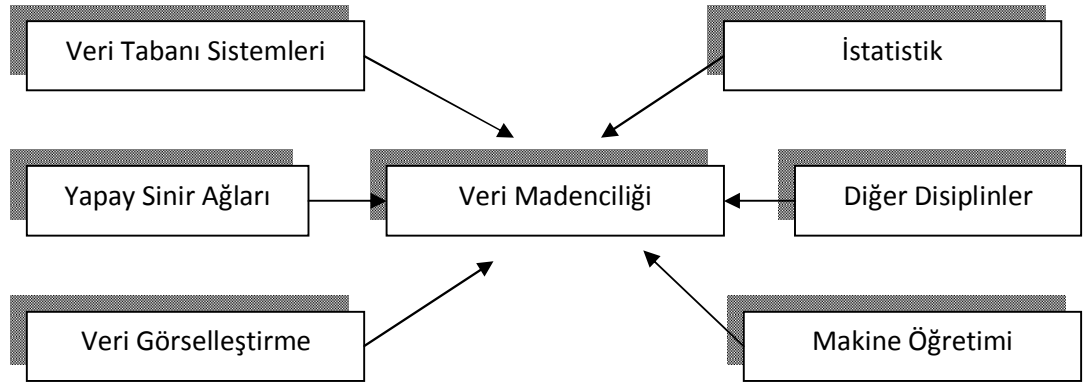 Veri Tabanı Sistemleri
İstatistik
Yapay Sinir Ağları
Veri Madenciliği
Diğer Disiplinler
Veri Görselleştirme
Makine Öğretimi